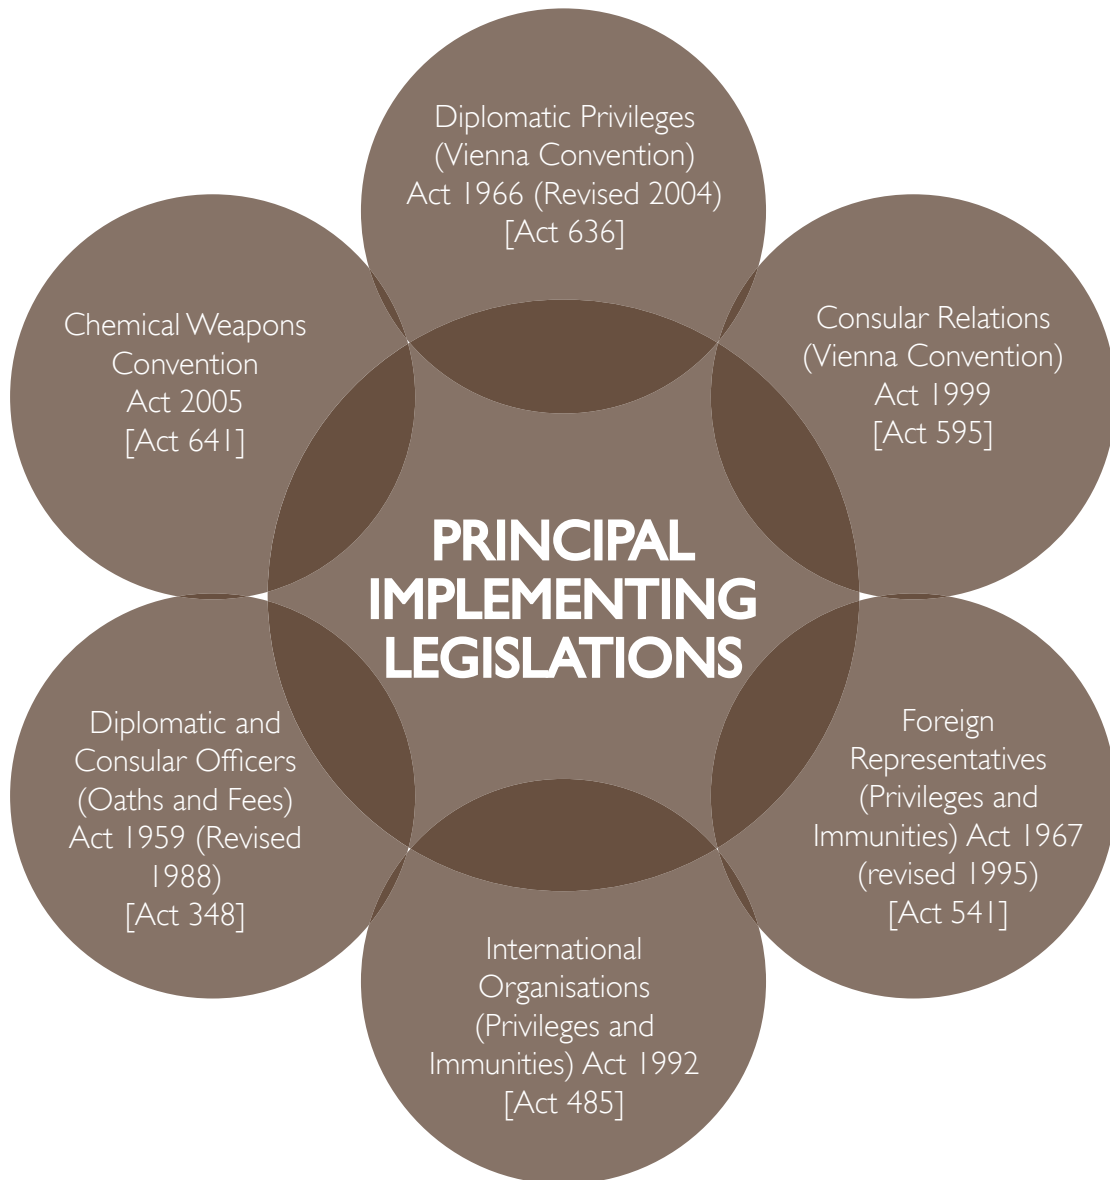 Diplomatic Privileges
(Vienna Convention)
Act 1966 (Revised 2004)
[Act 636]
Consular Relations
(Vienna Convention)
Act 1999
[Act 595]
Foreign
Representatives
(Privileges and
Immunities) Act 1967
(revised 1995)
[Act 541]
International
Organisations
(Privileges and
Immunities) Act 1992
[Act 485]
Diplomatic and
Consular Officers
(Oaths and Fees)
Act 1959 (Revised
1988)
[Act 348]
Chemical Weapons
Convention
Act 2005
[Act 641]
PRINCIPAL
IMPLEMENTING
LEGISLATIONS